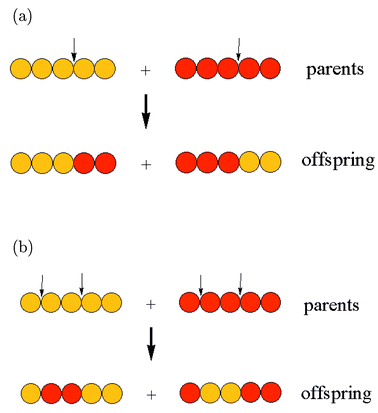 (a)
+ parents
+ offspring
(b)
+ parents
+ offspring